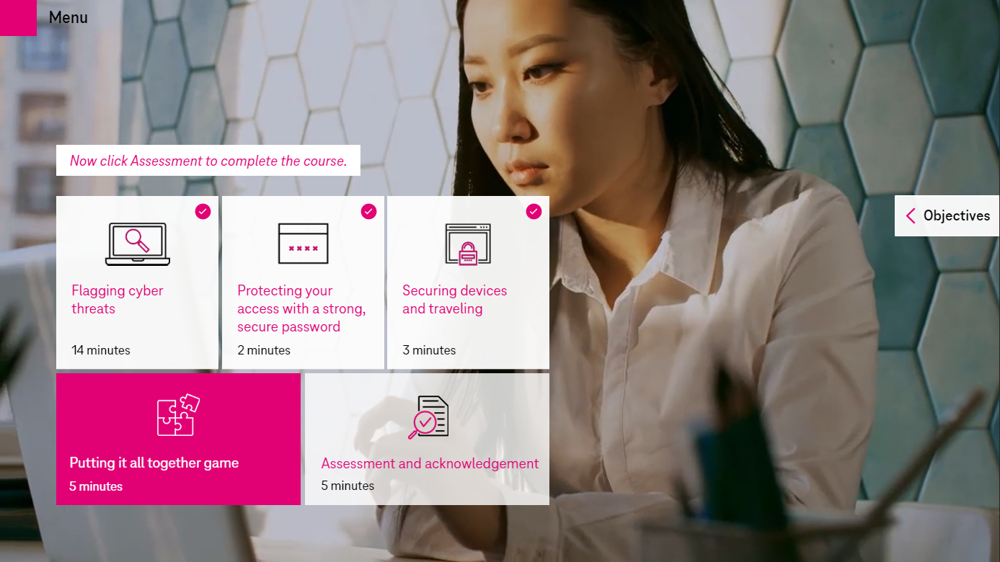 Menu
Now click Assessment to complete the course.
Objectives
Flagging cyber
threats
14 minutes
Protecting your
access with a strong,
secure password
2 minutes
Securing devices
and traveling
3 minutes
Putting it all together game
5 minutes
Assessment and acknowledgement
5 minutes